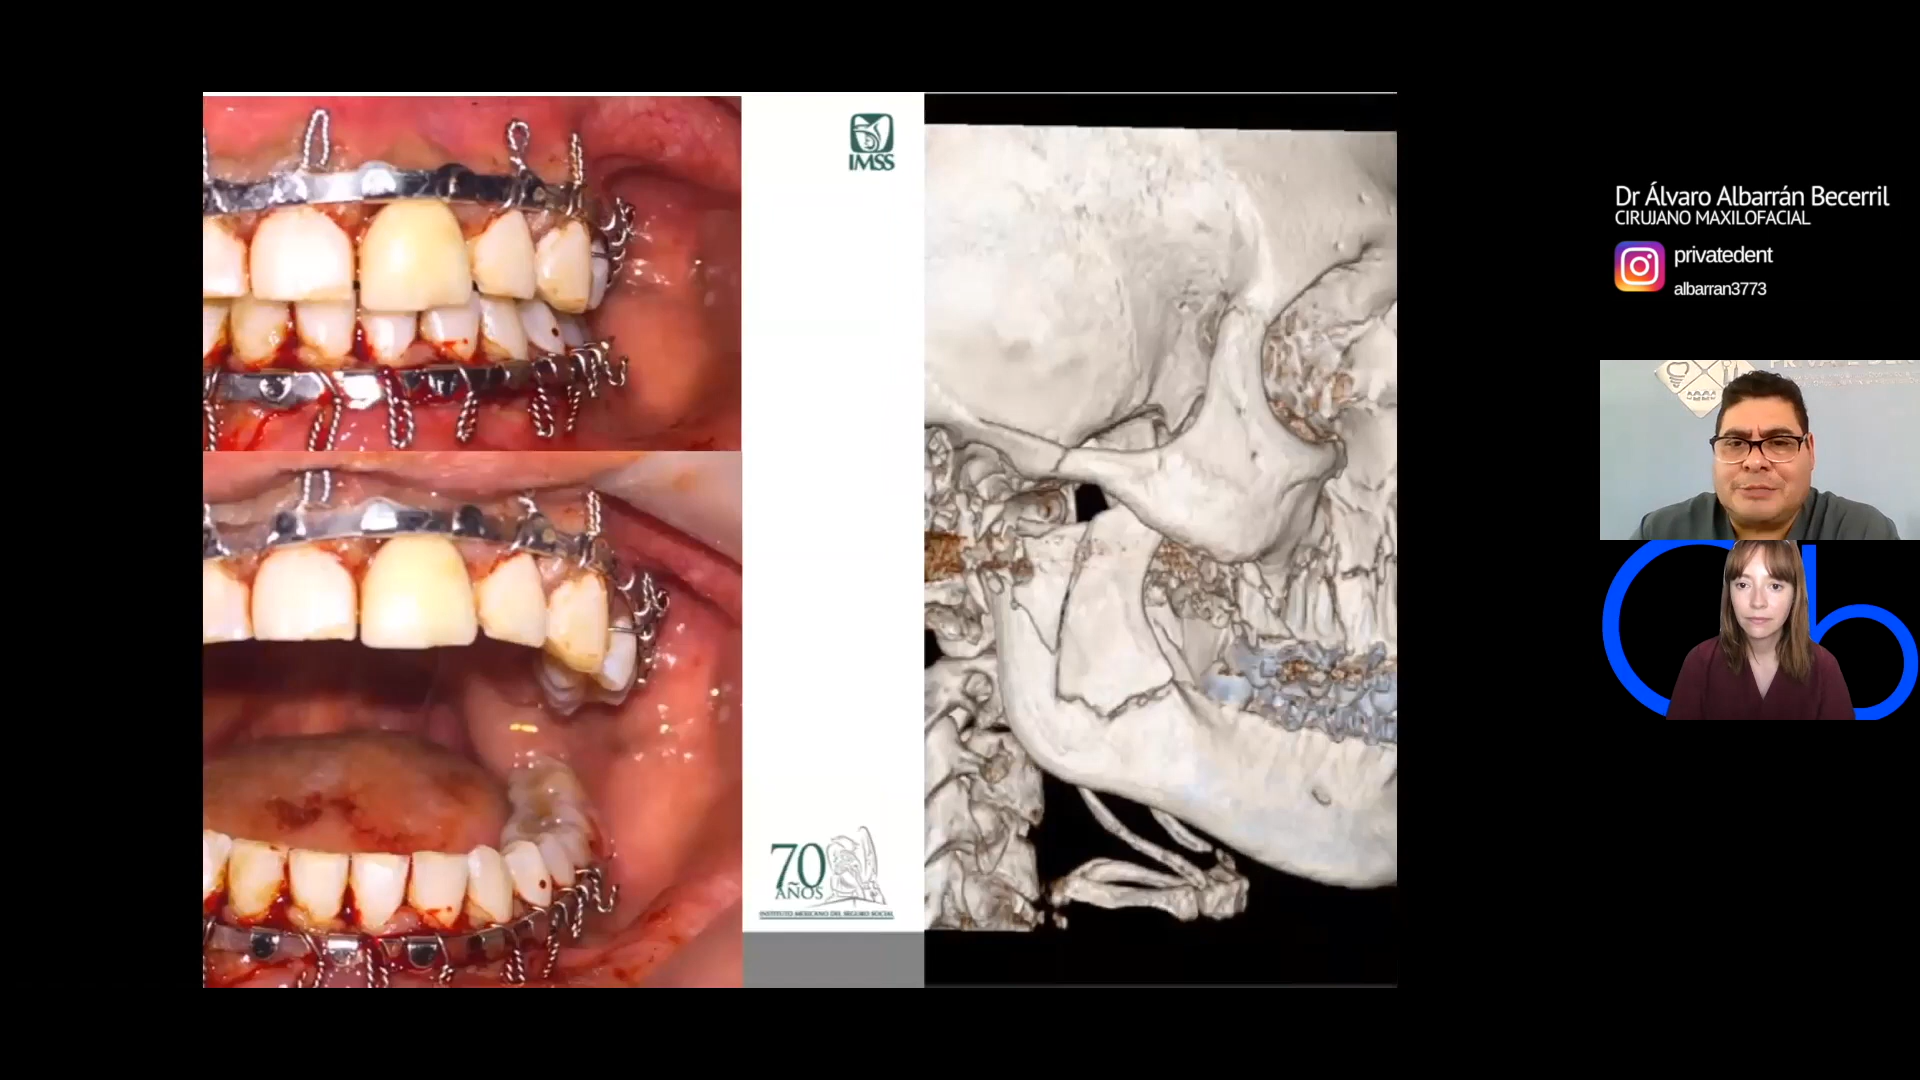 IMSS
70
AÑOS
INSTITUTO MEXICANO DEL SEGURO SOCIAL
Dr Álvaro Albarrán Becerril
CIRUJANO MAXILOFACIAL
privatedent
albarran3773